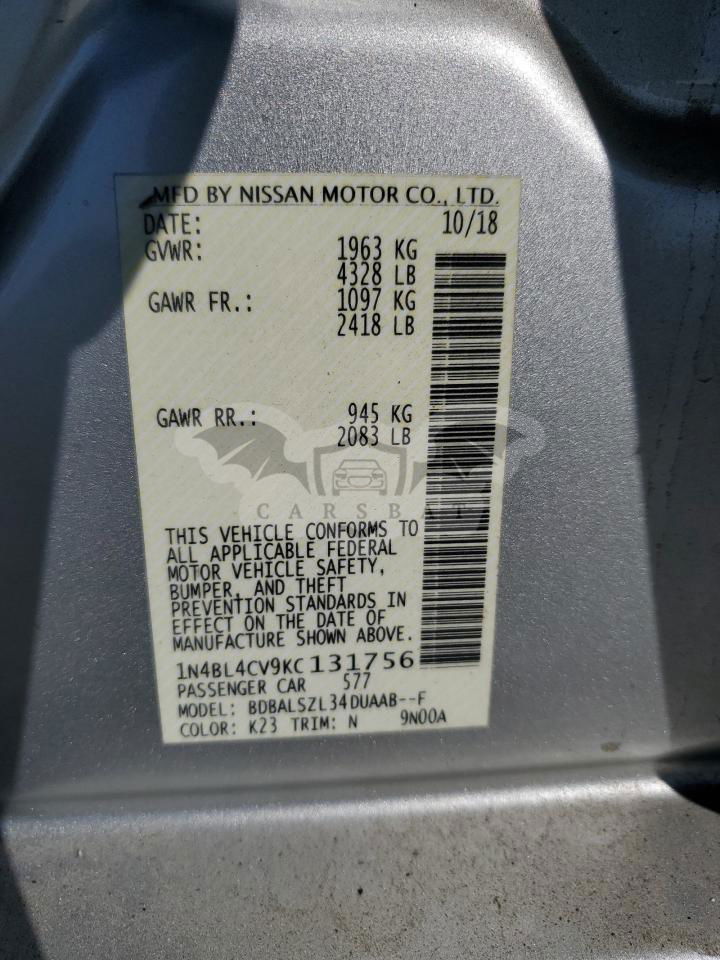 MFD BY NISSAN MOTOR CO., LTD.
DATE: 10/18
GVWR: 1963 KG
4328 LB
GAWR FR.: 1097 KG
2418 LB
GAWR RR.: 945 KG
2083 LB
CARSBAT
THIS VEHICLE CONFORMS TO
ALL APPLICABLE FEDERAL
MOTOR VEHICLE SAFETY,
BUMPER, AND THEFT
PREVENTION STANDARDS IN
EFFECT ON THE DATE OF
MANUFACTURE SHOWN ABOVE.
1N4BL4CV9KC131756
PASSENGER CAR 577
MODEL: BDBALSZL34DUAAB--F
COLOR: K23 TRIM: N 9N00A